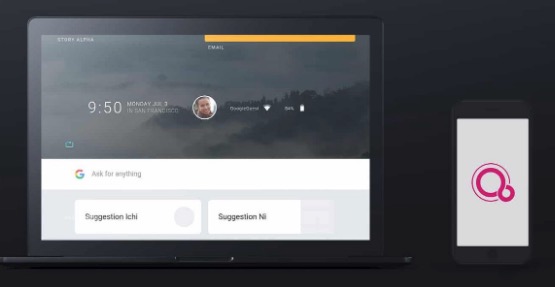 STORY ALPHA
EMAIL
9:50 MONDAY JUL 3
IN SAN FRANCISCO
GoogleGuest
84%
Ask for anything
Suggestion Ichi
Suggestion Ni